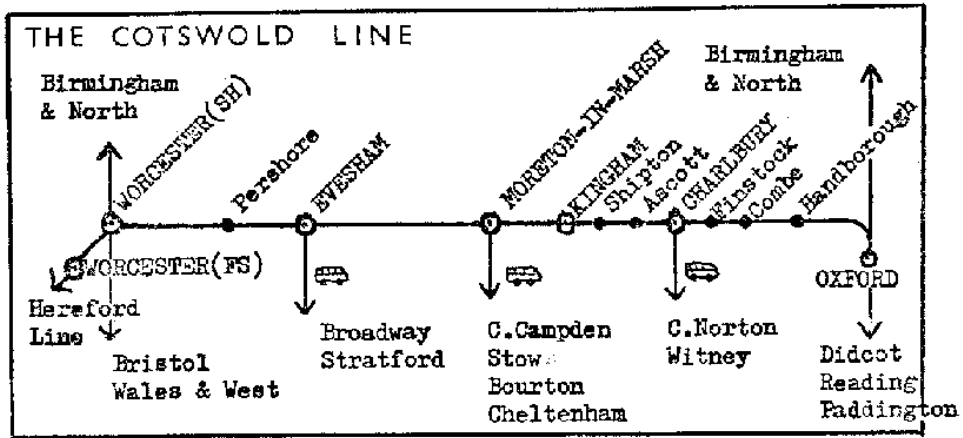 THE COTSWOLD LINE
Birmingham
& North
WORCESTER(SH)
Pershore
EVESHAM
MORETON-IN-MARSH
KINGHAM
Shipton
Ascott
CHARLBURY
Finstock
Combe
Handborough
Birmingham
& North
WORCESTER(FS)
OXFORD
Hereford
Line
Bristol
Wales & West
Broadway
Stratford
C.Campden
Stow
Bourton
Cheltenham
C.Norton
Witney
Didcot
Reading
Paddington